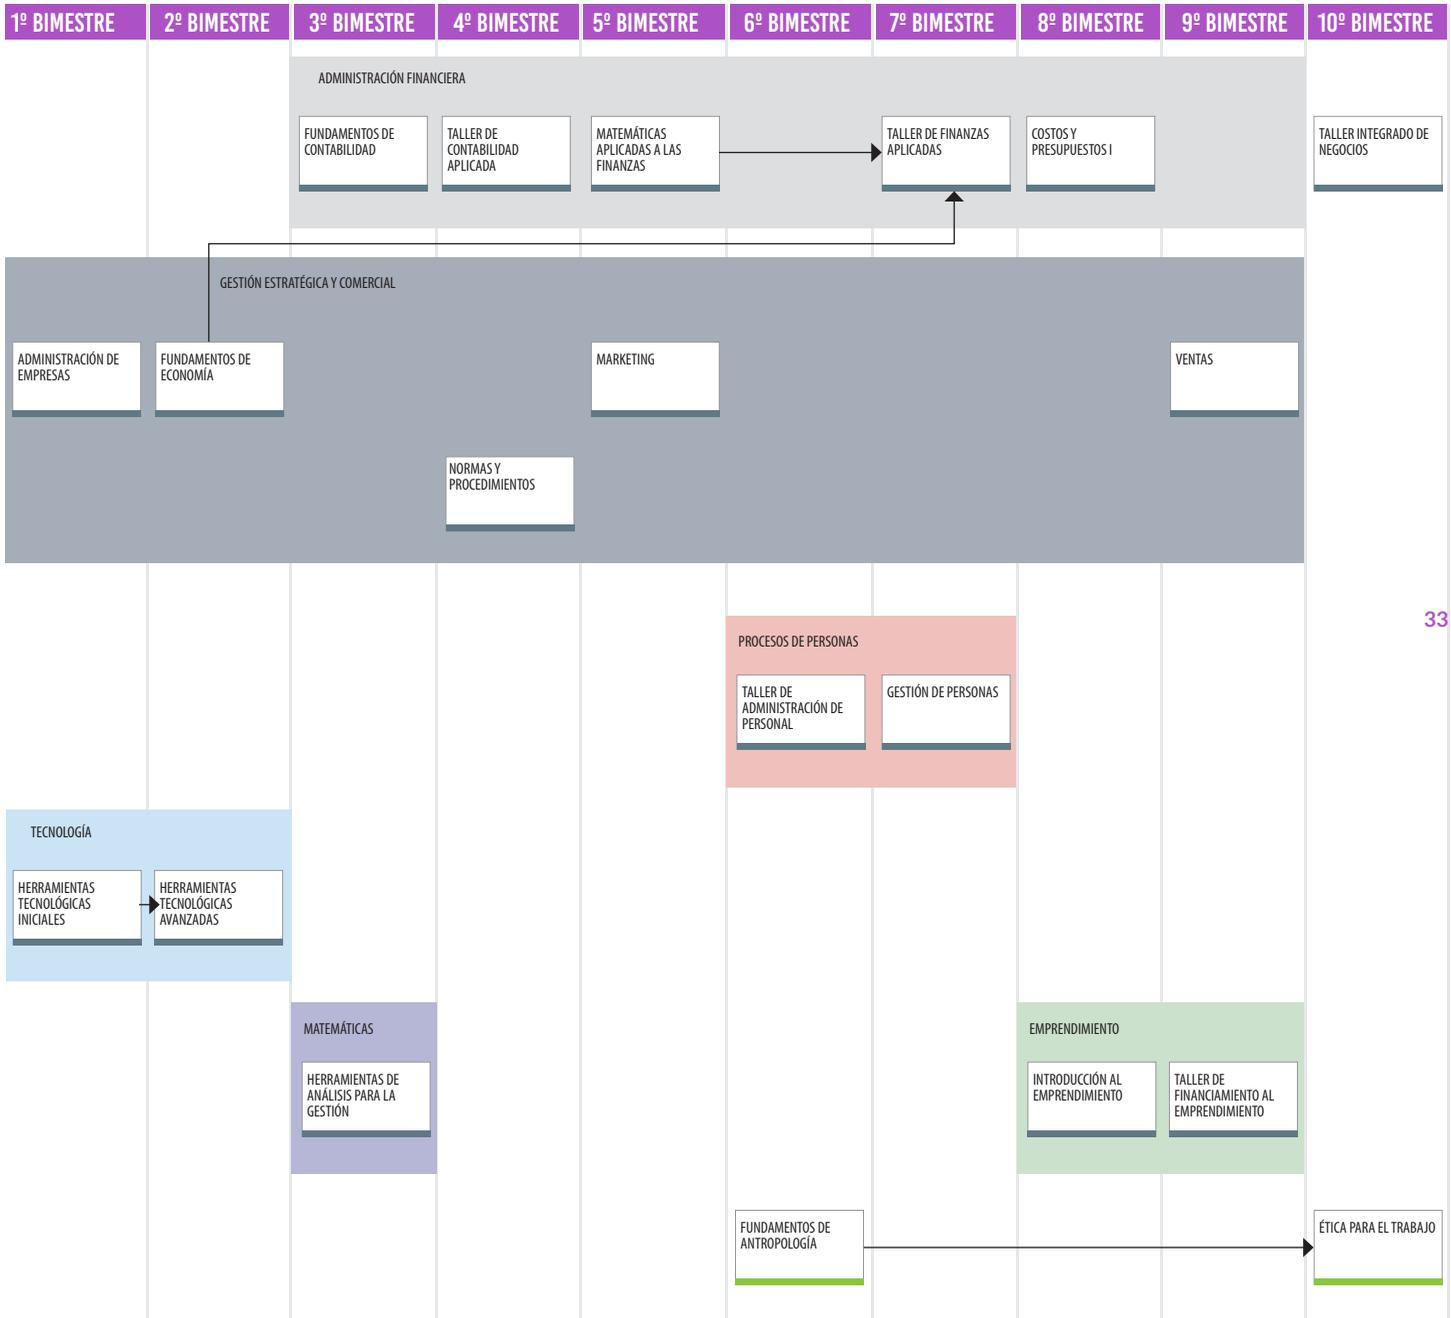 1º BIMESTRE
2º BIMESTRE
3º BIMESTRE
4º BIMESTRE
5º BIMESTRE
6º BIMESTRE
7º BIMESTRE
8º BIMESTRE
9º BIMESTRE
10º BIMESTRE
ADMINISTRACIÓN FINANCIERA
FUNDAMENTOS DE
CONTABILIDAD
TALLER DE
CONTABILIDAD
APLICADA
MATEMÁTICAS
APLICADAS A LAS
FINANZAS
TALLER DE FINANZAS
APLICADAS
COSTOS Y
PRESUPUESTOS I
TALLER INTEGRADO DE
NEGOCIOS
GESTIÓN ESTRATÉGICA Y COMERCIAL
ADMINISTRACIÓN DE
EMPRESAS
FUNDAMENTOS DE
ECONOMÍA
MARKETING
VENTAS
NORMAS Y
PROCEDIMIENTOS
33
PROCESOS DE PERSONAS
TALLER DE
ADMINISTRACIÓN DE
PERSONAL
GESTIÓN DE PERSONAS
TECNOLOGÍA
HERRAMIENTAS
TECNOLÓGICAS
INICIALES
HERRAMIENTAS
TECNOLÓGICAS
AVANZADAS
MATEMÁTICAS
HERRAMIENTAS DE
ANÁLISIS PARA LA
GESTIÓN
EMPRENDIMIENTO
INTRODUCCIÓN AL
EMPRENDIMIENTO
TALLER DE
FINANCIAMIENTO AL
EMPRENDIMIENTO
FUNDAMENTOS DE
ANTROPOLOGÍA
ÉTICA PARA EL TRABAJO